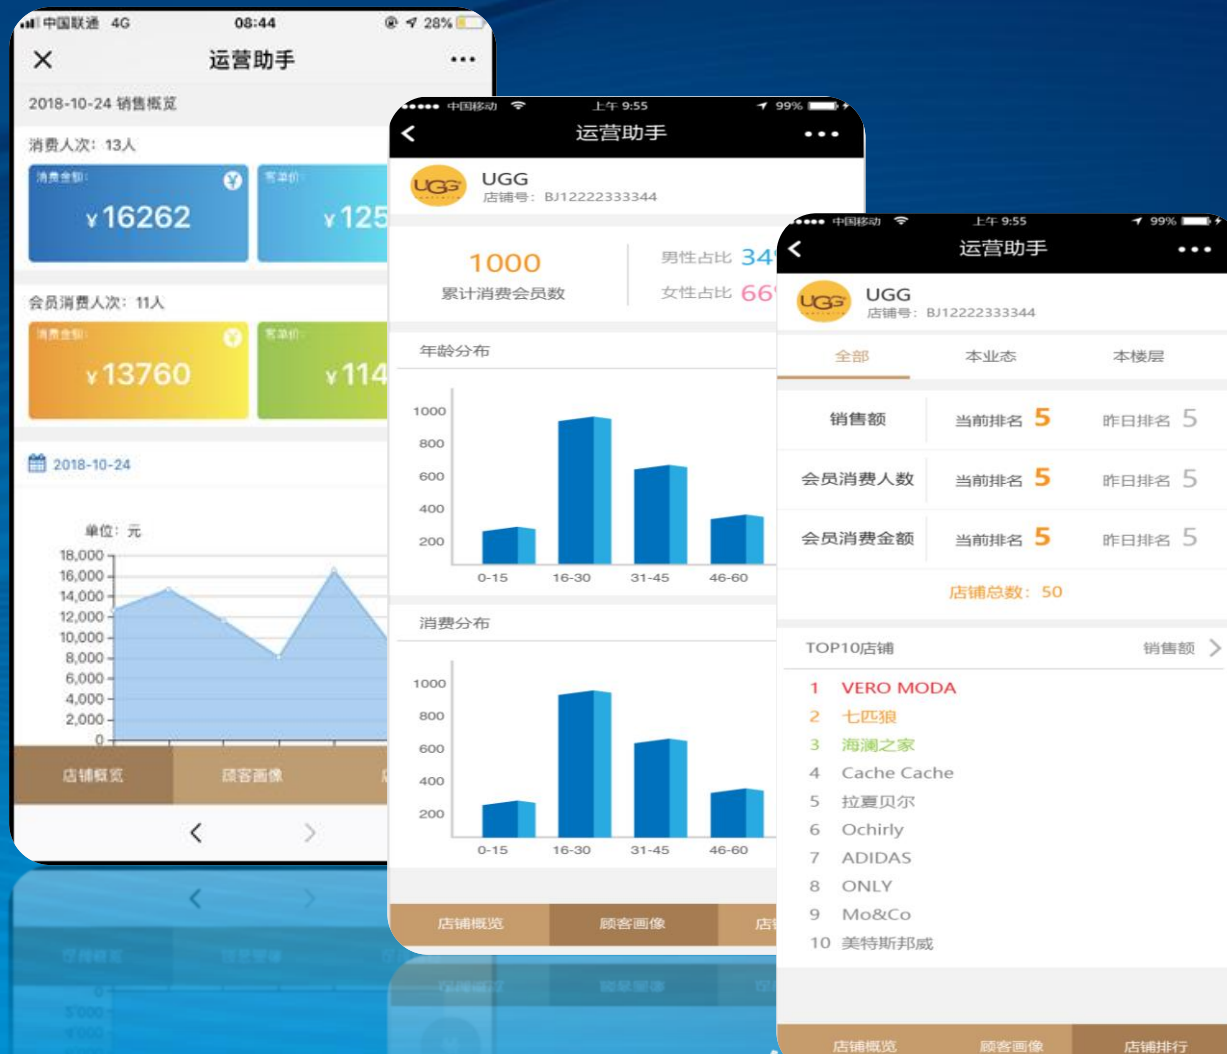 中国联通 4G 08:44 28%
运营助手
2018-10-24 销售概览
消费人次：13人
消费金额： ¥
客单价：
¥16262
¥125
会员消费人次：11人
消费金额： ¥
客单价：
¥13760
¥114
2018-10-24
单位：元
18,000
16,000
14,000
12,000
10,000
8,000
6,000
4,000
2,000
0
店铺概览 顾客画像
中国移动 上午 9:55 99%
运营助手
UGG UGG
店铺号：BJ12222333344
1000
累计消费会员数
男性占比 34
女性占比 66
年龄分布
1000
800
600
400
200
0-15 16-30 31-45 46-60
消费分布
1000
800
600
400
200
0-15 16-30 31-45 46-60
店铺概览 顾客画像 店
中国移动 上午 9:55 99%
运营助手
UGG UGG
店铺号：BJ12222333344
全部 本业态 本楼层
销售额 当前排名 5 昨日排名 5
会员消费人数 当前排名 5 昨日排名 5
会员消费金额 当前排名 5 昨日排名 5
店铺总数：50
TOP10店铺 销售额
1 VERO MODA
2 七匹狼
3 海澜之家
4 Cache Cache
5 拉夏贝尔
6 Ochirly
7 ADIDAS
8 ONLY
9 Mo&Co
10 美特斯邦威
店铺概览 顾客画像 店铺排行